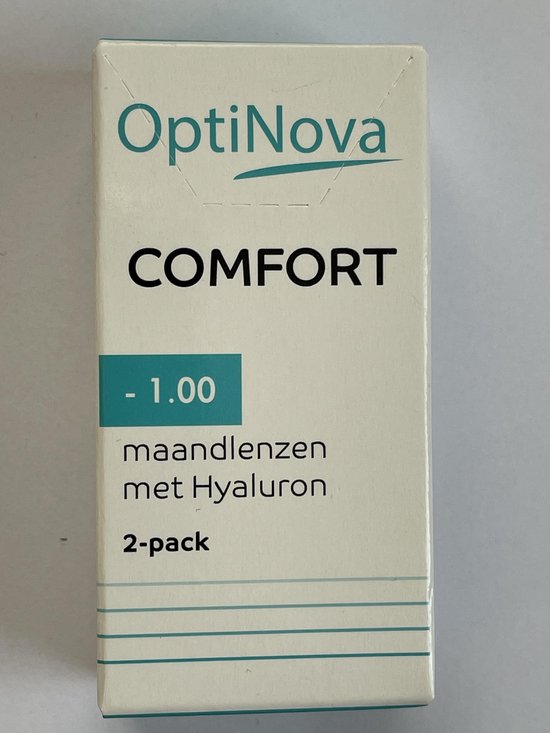 OptiNova
COMFORT
- 1.00
maandlenzen
met Hyaluron
2-pack